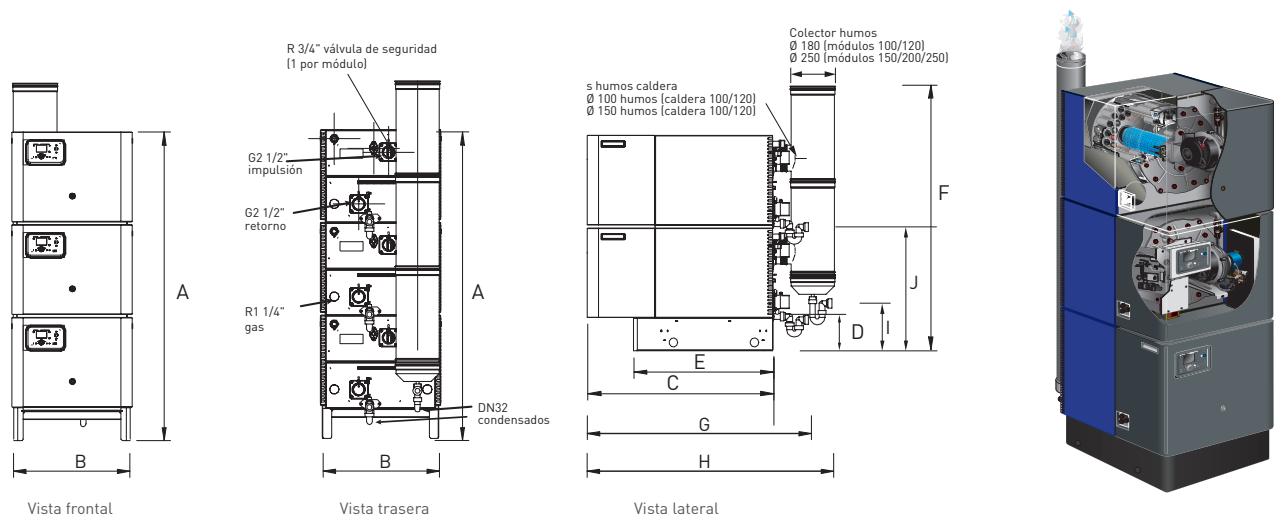 R 3/4" válvula de seguridad
(1 por módulo)
G2 1/2"
impulsión
G2 1/2"
retorno
R1 1/4"
gas
DN32
condensados
A
B
Vista frontal
A
B
Vista trasera
Colector humos
Ø 180 (módulos 100/120)
Ø 250 (módulos 150/200/250)
s humos caldera
Ø 100 humos (caldera 100/120)
Ø 150 humos (caldera 100/120)
F
J
I
D
E
C
G
H
Vista lateral